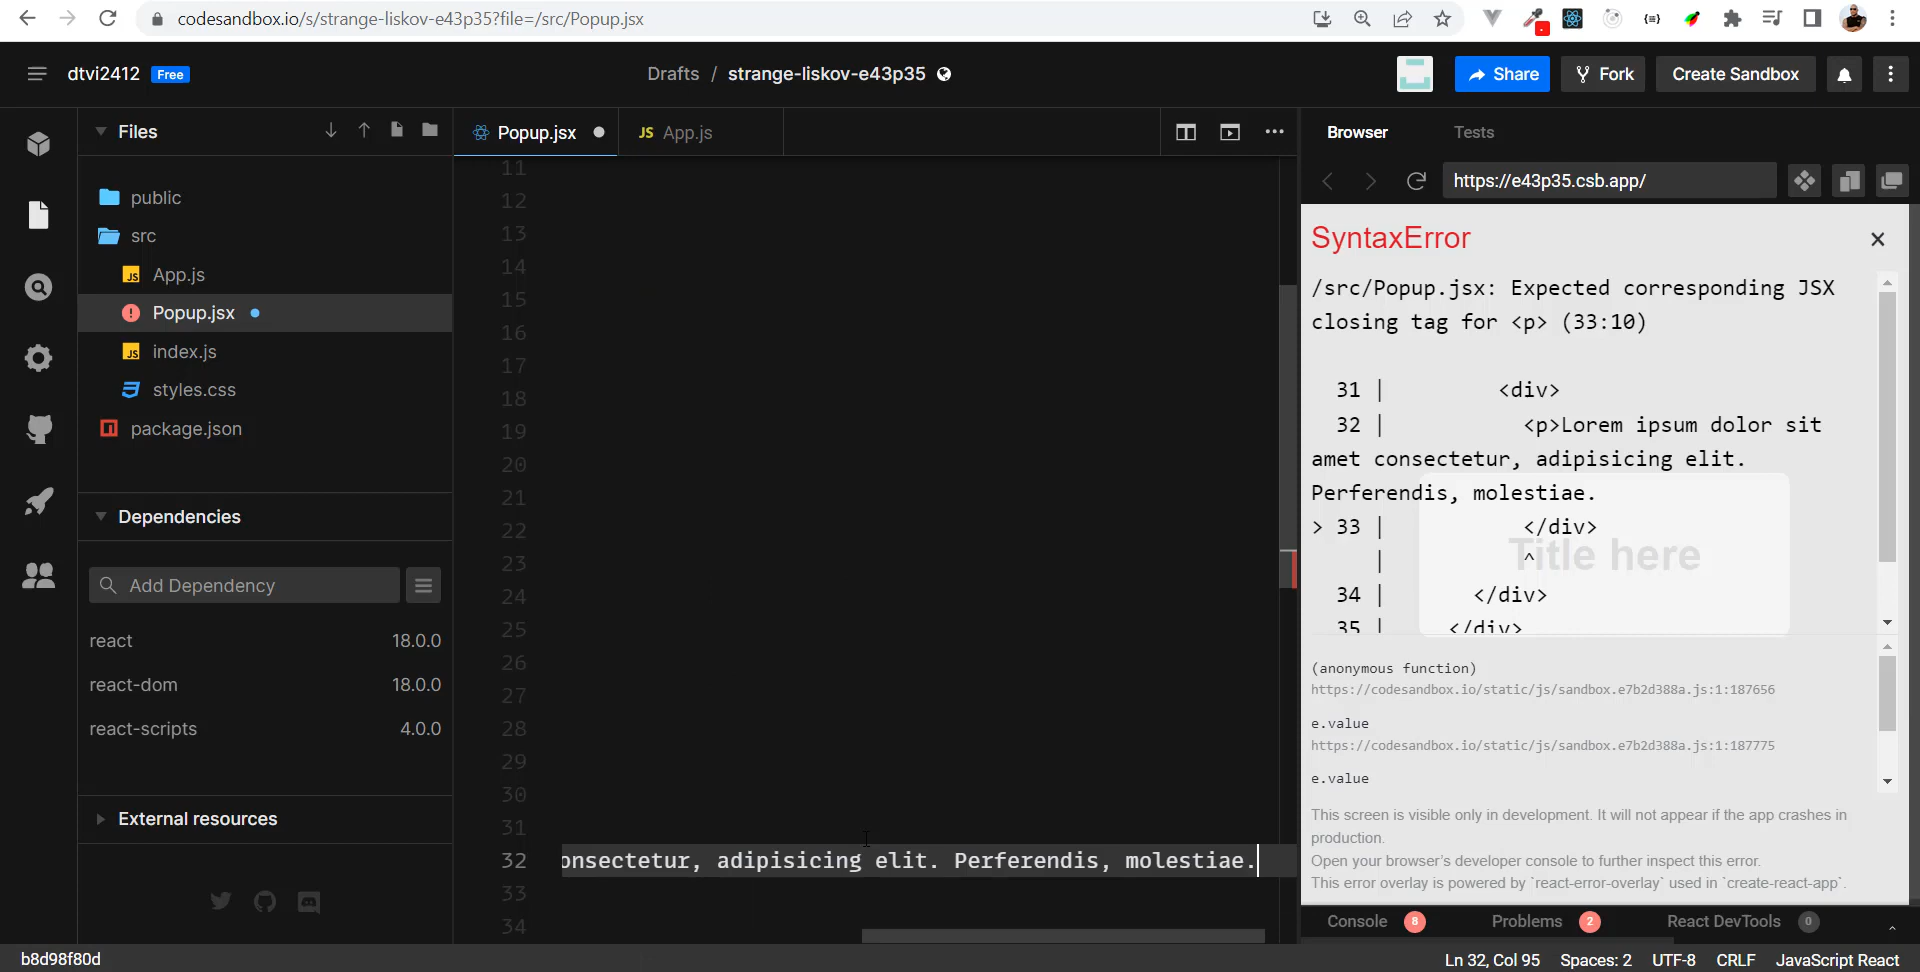 codesandbox.io/s/strange-liskov-e43p35?file=/src/Popup.jsx
dtvi2412 Free
Drafts / strange-liskov-e43p35
Share
Fork
Create Sandbox
Files
public
src
JS App.js
Popup.jsx
JS index.js
styles.css
package.json
Dependencies
Add Dependency
react 18.0.0
react-dom 18.0.0
react-scripts 4.0.0
External resources
Popup.jsx
JS App.js
11
12
13
14
15
16
17
18
19
20
21
22
23
24
25
26
27
28
29
30
31
32 onsectetur, adipisicing elit. Perferendis, molestiae.
33
34
Browser
Tests
https://e43p35.csb.app/
SyntaxError
/src/Popup.jsx: Expected corresponding JSX
closing tag for <p> (33:10)
31 | <div>
32 | <p>Lorem ipsum dolor sit
amet consectetur, adipisicing elit.
Perferendis, molestiae.
> 33 | </div>
| ^
Title here
34 | </div>
35 | </div>
(anonymous function)
https://codesandbox.io/static/js/sandbox.e7b2d388a.js:1:187656
e.value
https://codesandbox.io/static/js/sandbox.e7b2d388a.js:1:187775
e.value
This screen is visible only in development. It will not appear if the app crashes in
production.
Open your browser's developer console to further inspect this error.
This error overlay is powered by `react-error-overlay` used in `create-react-app`.
Console 8
Problems 2
React DevTools 0
b8d98f80d
Ln 32, Col 95 Spaces: 2 UTF-8 CRLF JavaScript React